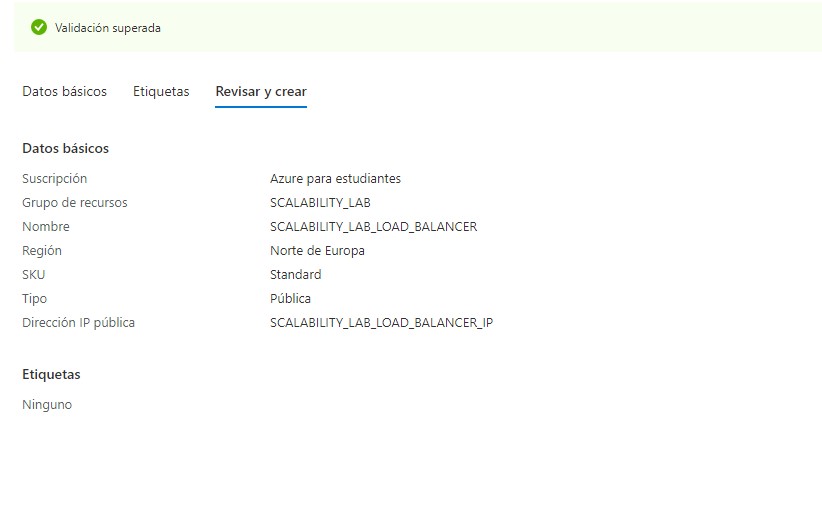 Validación superada
Datos básicos Etiquetas Revisar y crear
Datos básicos
Suscripción Azure para estudiantes
Grupo de recursos SCALABILITY_LAB
Nombre SCALABILITY_LAB_LOAD_BALANCER
Región Norte de Europa
SKU Standard
Tipo Pública
Dirección IP pública SCALABILITY_LAB_LOAD_BALANCER_IP
Etiquetas
Ninguno